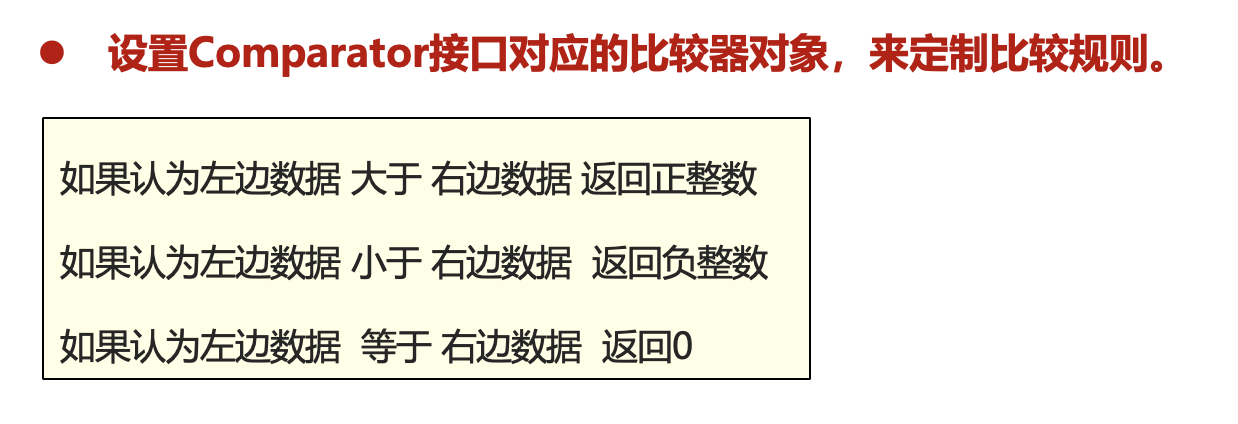 ● 设置Comparator接口对应的比较器对象，来定制比较规则。
如果认为左边数据 大于 右边数据 返回正整数
如果认为左边数据 小于 右边数据 返回负整数
如果认为左边数据 等于 右边数据 返回0